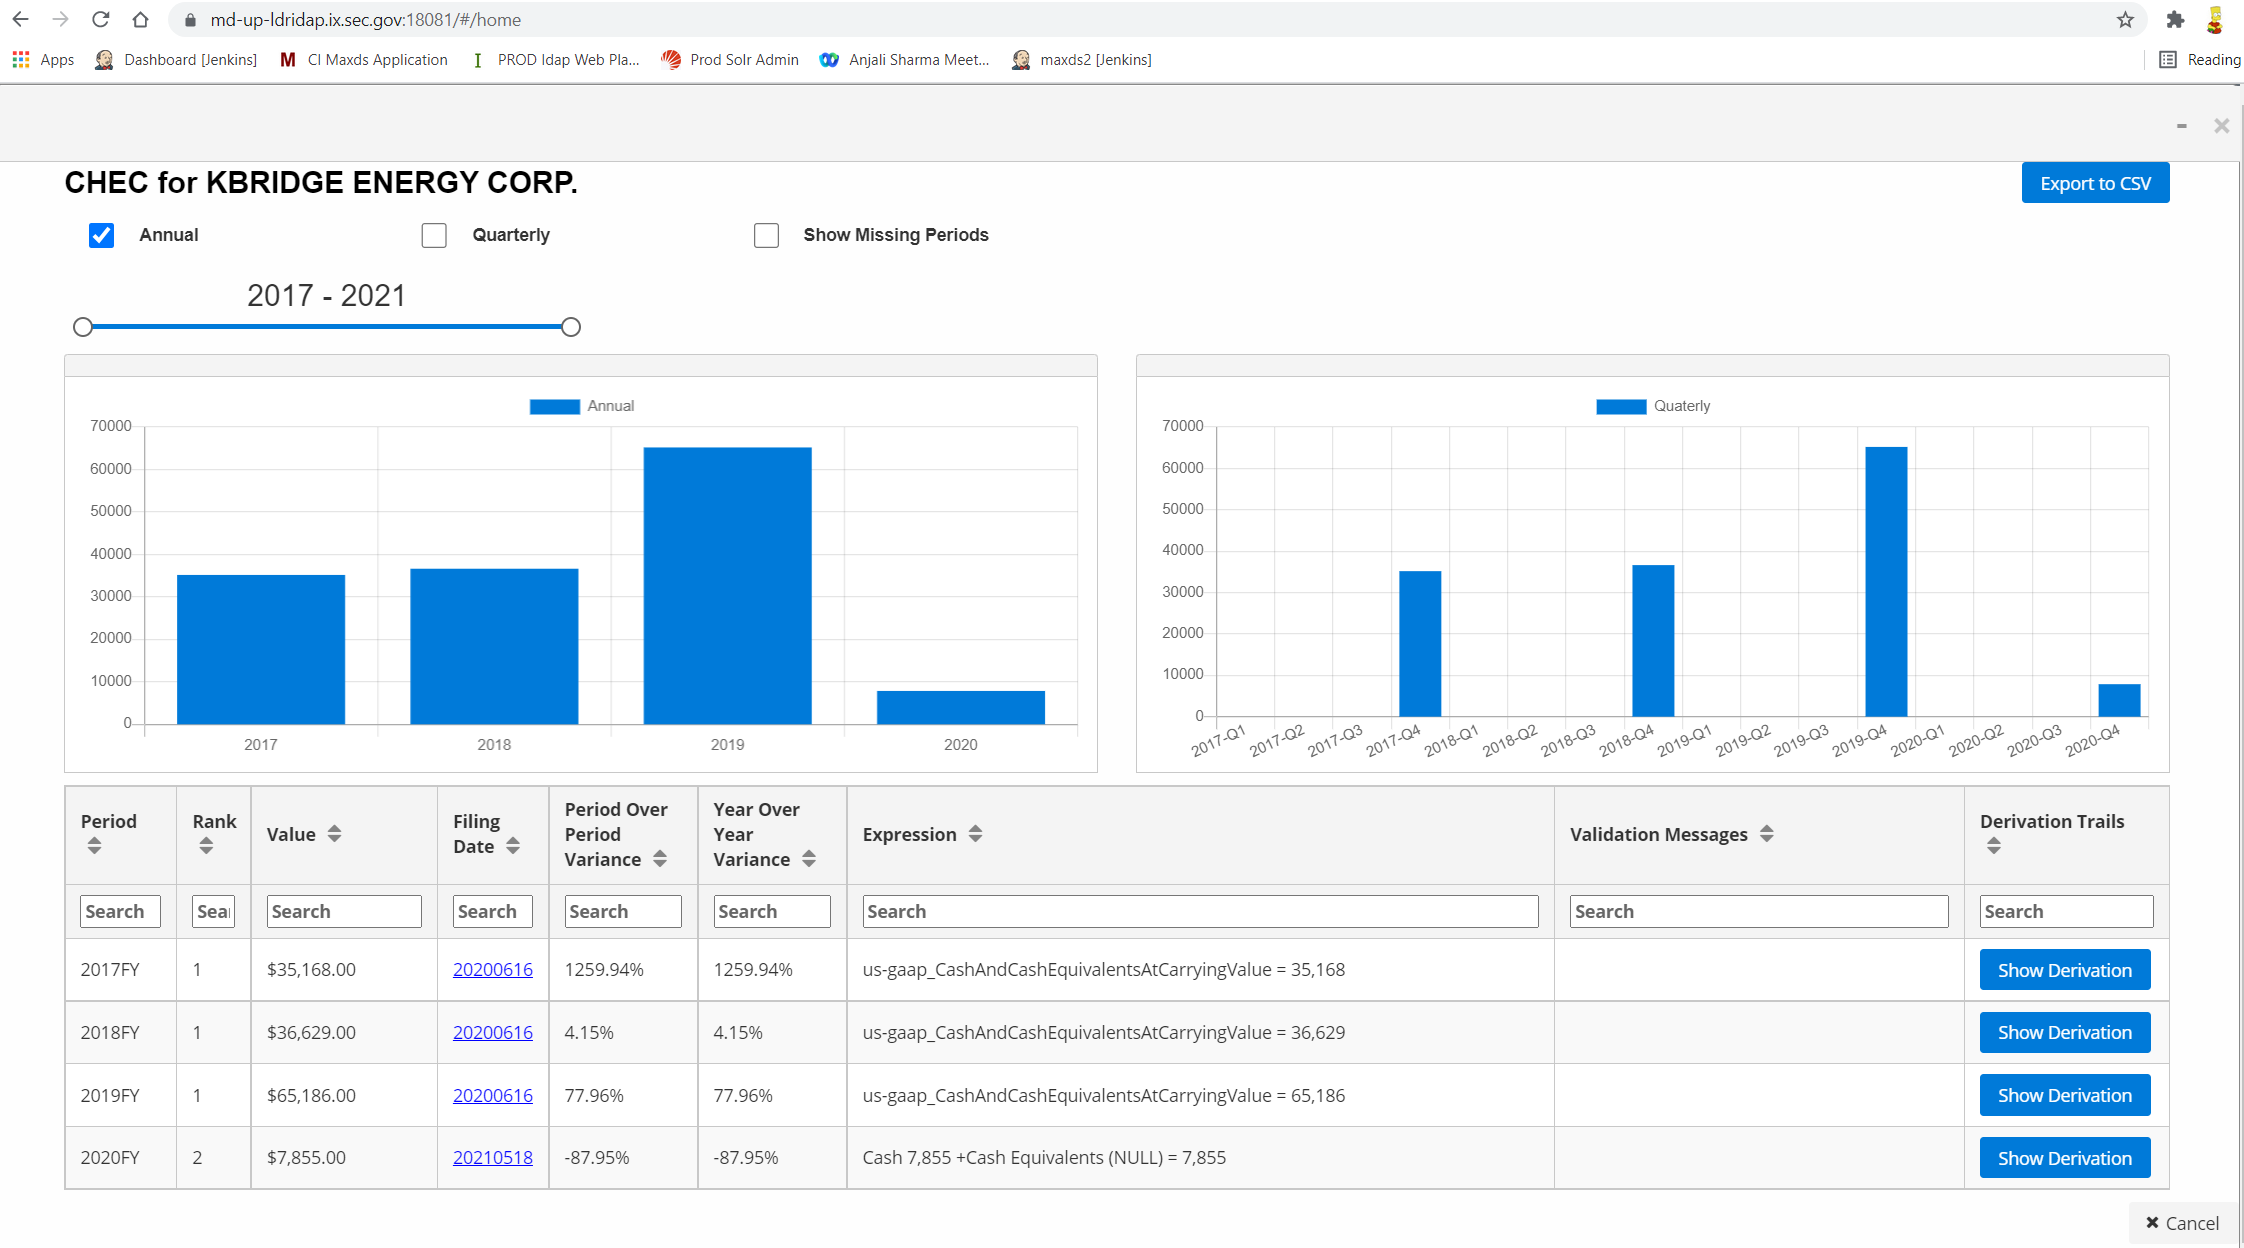 md-up-ldridap.ix.sec.gov:18081/#/home
Apps Dashboard [Jenkins] CI Maxds Application PROD Idap Web Pla... Prod Solr Admin Anjali Sharma Meet... maxds2 [Jenkins] Reading
CHEC for KBRIDGE ENERGY CORP. Export to CSV
Annual Quarterly Show Missing Periods
2017 - 2021
Annual
70000
60000
50000
40000
30000
20000
10000
0
2017 2018 2019 2020
Quaterly
70000
60000
50000
40000
30000
20000
10000
0
2017-Q1 2017-Q2 2017-Q3 2017-Q4 2018-Q1 2018-Q2 2018-Q3 2018-Q4 2019-Q1 2019-Q2 2019-Q3 2019-Q4 2020-Q1 2020-Q2 2020-Q3 2020-Q4
Period Rank Value Filing Date Period Over Period Variance Year Over Year Variance Expression Validation Messages Derivation Trails
Search Sea Search Search Search Search Search Search Search
2017FY 1 $35,168.00 20200616 1259.94% 1259.94% us-gaap_CashAndCashEquivalentsAtCarryingValue = 35,168 Show Derivation
2018FY 1 $36,629.00 20200616 4.15% 4.15% us-gaap_CashAndCashEquivalentsAtCarryingValue = 36,629 Show Derivation
2019FY 1 $65,186.00 20200616 77.96% 77.96% us-gaap_CashAndCashEquivalentsAtCarryingValue = 65,186 Show Derivation
2020FY 2 $7,855.00 20210518 -87.95% -87.95% Cash 7,855 +Cash Equivalents (NULL) = 7,855 Show Derivation
Cancel